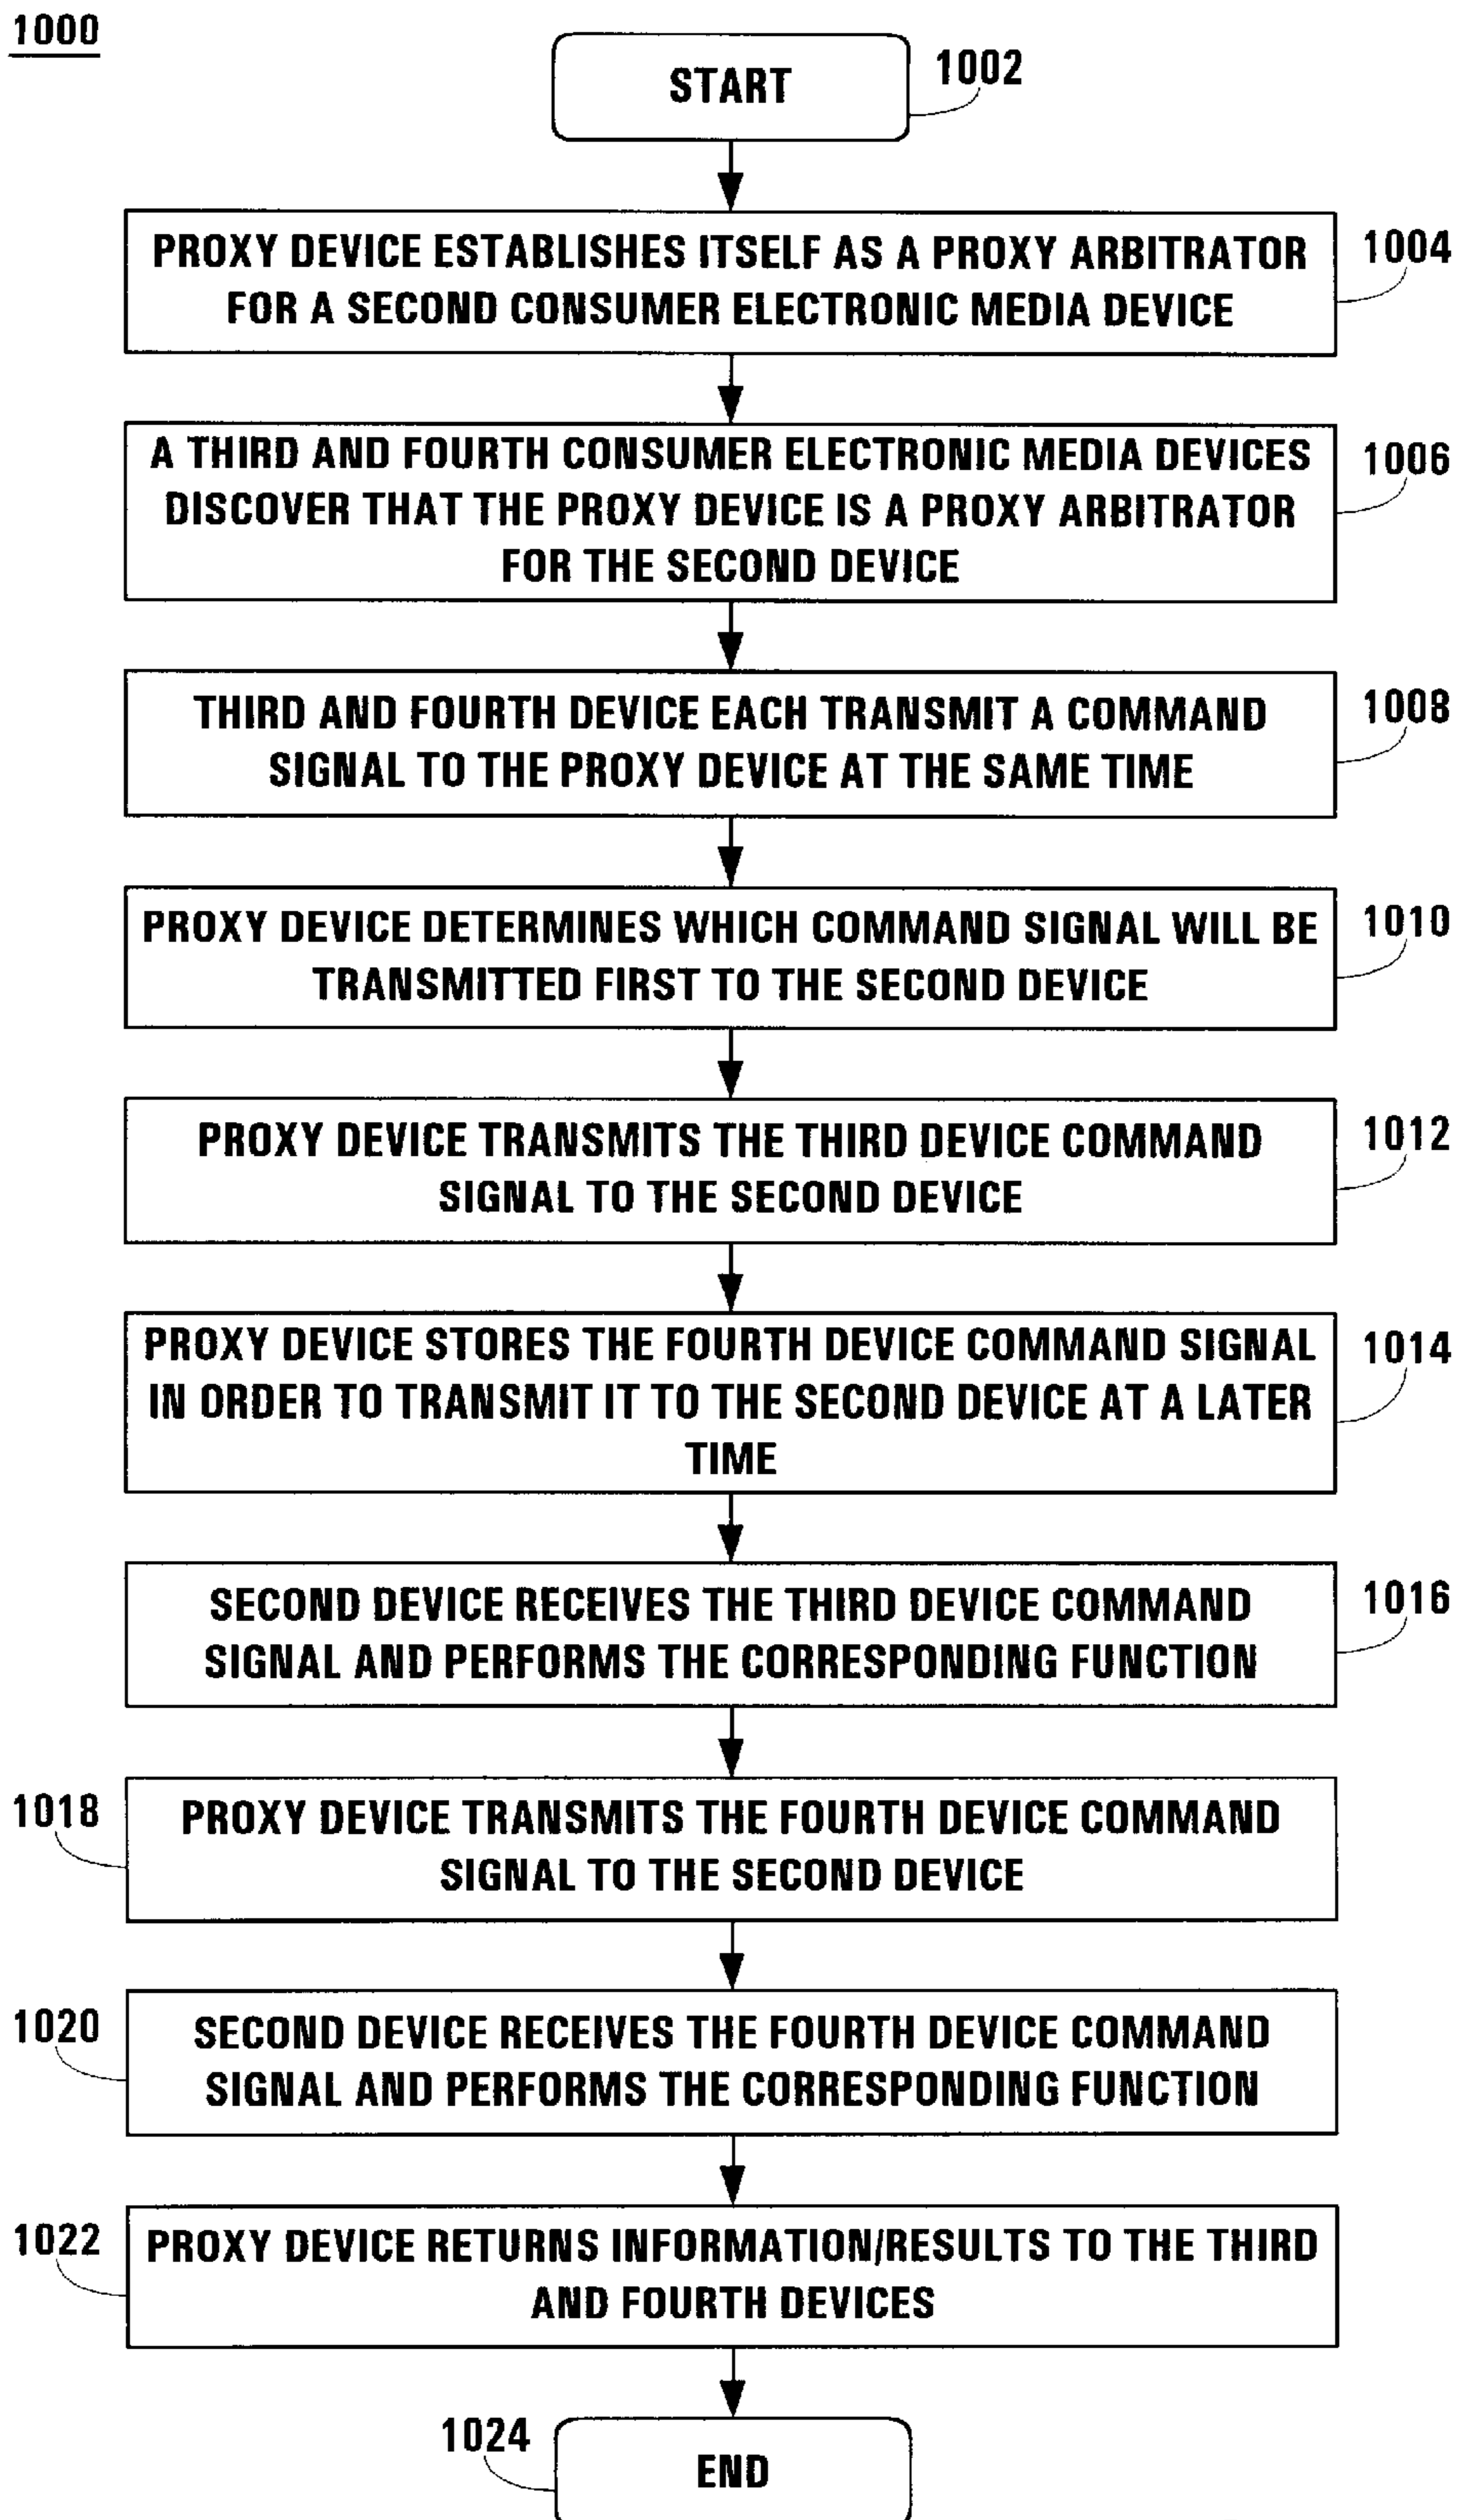 1000
START
1002
PROXY DEVICE ESTABLISHES ITSELF AS A PROXY ARBITRATOR
FOR A SECOND CONSUMER ELECTRONIC MEDIA DEVICE
1004
A THIRD AND FOURTH CONSUMER ELECTRONIC MEDIA DEVICES
DISCOVER THAT THE PROXY DEVICE IS A PROXY ARBITRATOR
FOR THE SECOND DEVICE
1006
THIRD AND FOURTH DEVICE EACH TRANSMIT A COMMAND
SIGNAL TO THE PROXY DEVICE AT THE SAME TIME
1008
PROXY DEVICE DETERMINES WHICH COMMAND SIGNAL WILL BE
TRANSMITTED FIRST TO THE SECOND DEVICE
1010
PROXY DEVICE TRANSMITS THE THIRD DEVICE COMMAND
SIGNAL TO THE SECOND DEVICE
1012
PROXY DEVICE STORES THE FOURTH DEVICE COMMAND SIGNAL
IN ORDER TO TRANSMIT IT TO THE SECOND DEVICE AT A LATER
TIME
1014
SECOND DEVICE RECEIVES THE THIRD DEVICE COMMAND
SIGNAL AND PERFORMS THE CORRESPONDING FUNCTION
1016
1018
PROXY DEVICE TRANSMITS THE FOURTH DEVICE COMMAND
SIGNAL TO THE SECOND DEVICE
1020
SECOND DEVICE RECEIVES THE FOURTH DEVICE COMMAND
SIGNAL AND PERFORMS THE CORRESPONDING FUNCTION
1022
PROXY DEVICE RETURNS INFORMATION/RESULTS TO THE THIRD
AND FOURTH DEVICES
1024
END